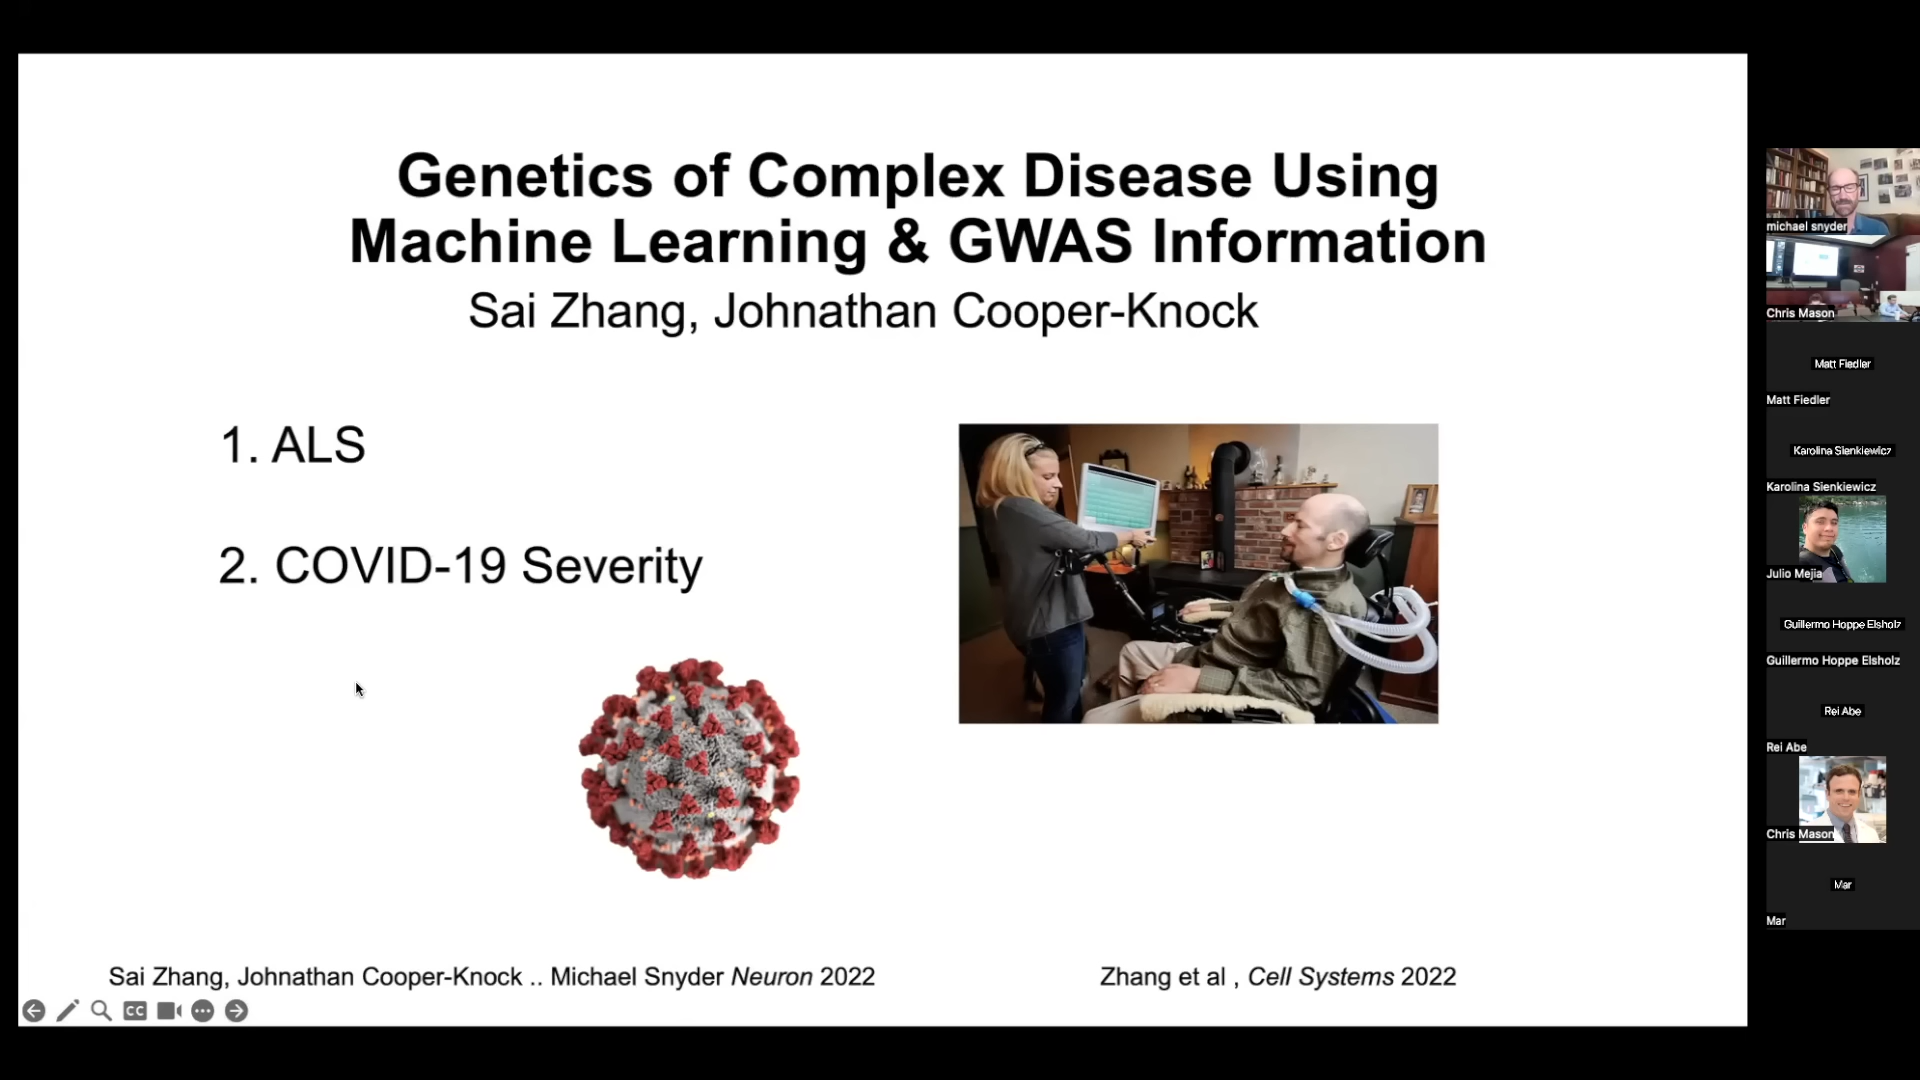 Genetics of Complex Disease Using
Machine Learning & GWAS Information
Sai Zhang, Johnathan Cooper-Knock
1. ALS
2. COVID-19 Severity
Sai Zhang, Johnathan Cooper-Knock .. Michael Snyder Neuron 2022
Zhang et al , Cell Systems 2022
CC
michael snyder
Chris Mason
Matt Fiedler
Matt Fiedler
Karolina Sienkiewicz
Karolina Sienkiewicz
Julio Mejia
Guillermo Hoppe Elsholz
Guillermo Hoppe Elsholz
Rei Abe
Rei Abe
Chris Mason
Mar
Mar